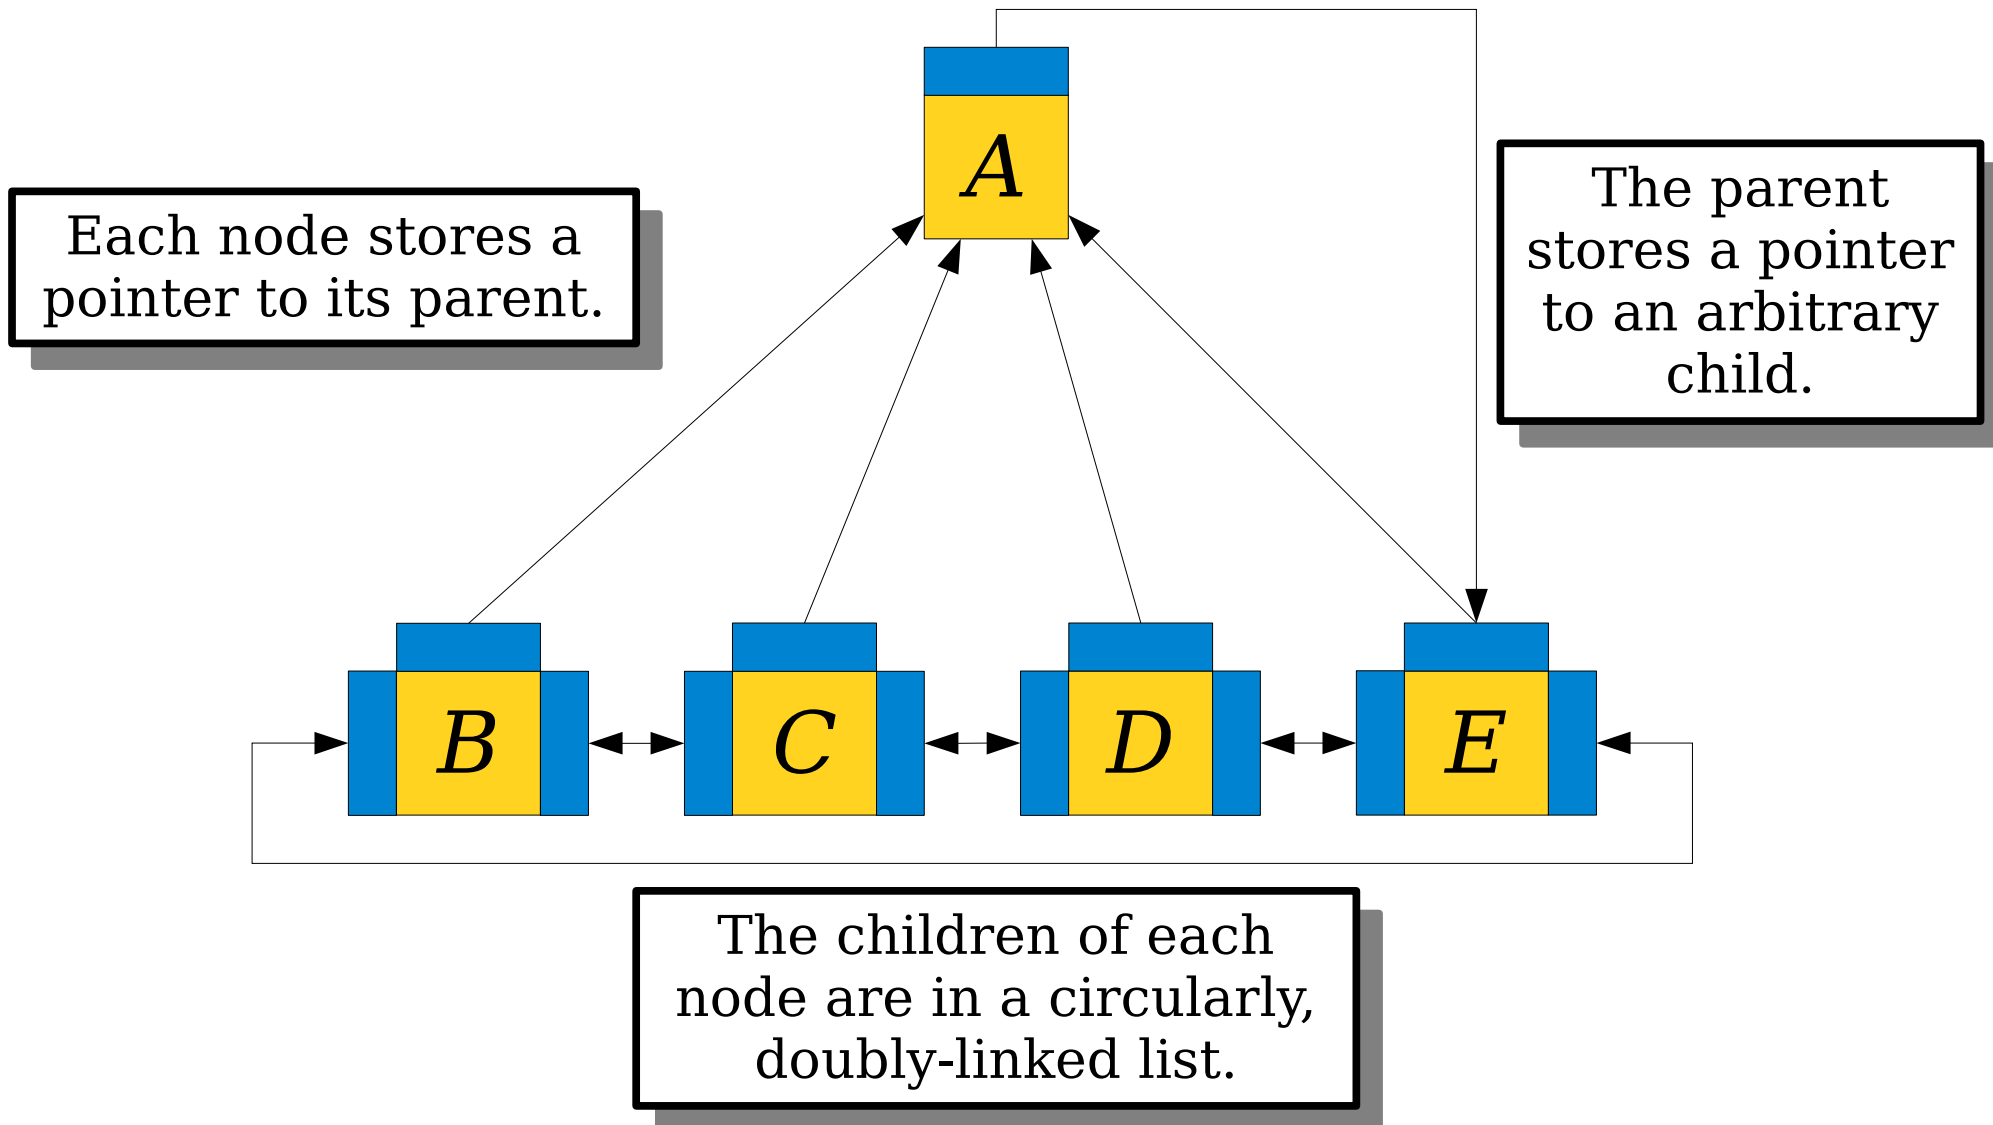 A
Each node stores a
pointer to its parent.
The parent
stores a pointer
to an arbitrary
child.
B
C
D
E
The children of each
node are in a circularly,
doubly-linked list.